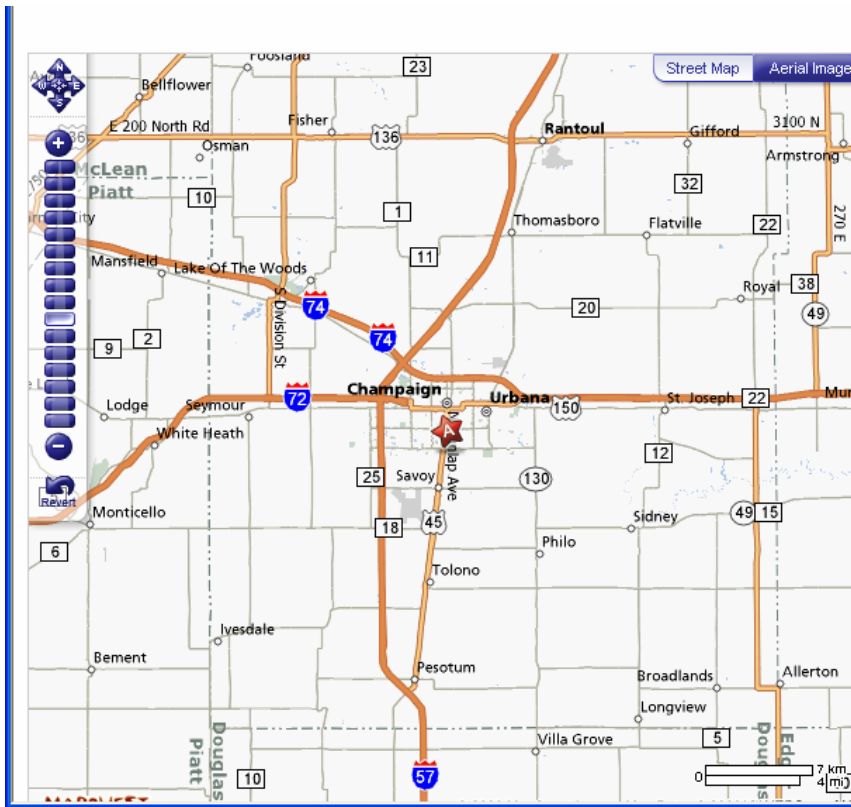 Foosland
23
Street Map
Aerial Image
Bellflower
N
W E
S
Fisher
E 200 North Rd
136
Rantoul
Gifford
3100 N
Osman
Armstrong
McLean
Piatt
10
32
1
City
Thomasboro
Flatville
22
270 E
11
Mansfield
Lake Of The Woods
Royal
38
S Division St
74
20
49
74
9
2
Champaign
Urbana
72
150
St Joseph
22
Mun
Lodge
Seymour
White Heath
A
12
25
Savoy
130
Revert
Monticello
18
45
Sidney
49
15
6
Philo
Tolono
Ivesdale
Bement
Pesotum
Broadlands
Allerton
Longview
Villa Grove
5
Piatt
Douglas
10
57
0
7 km
4 mi
MAPQUEST